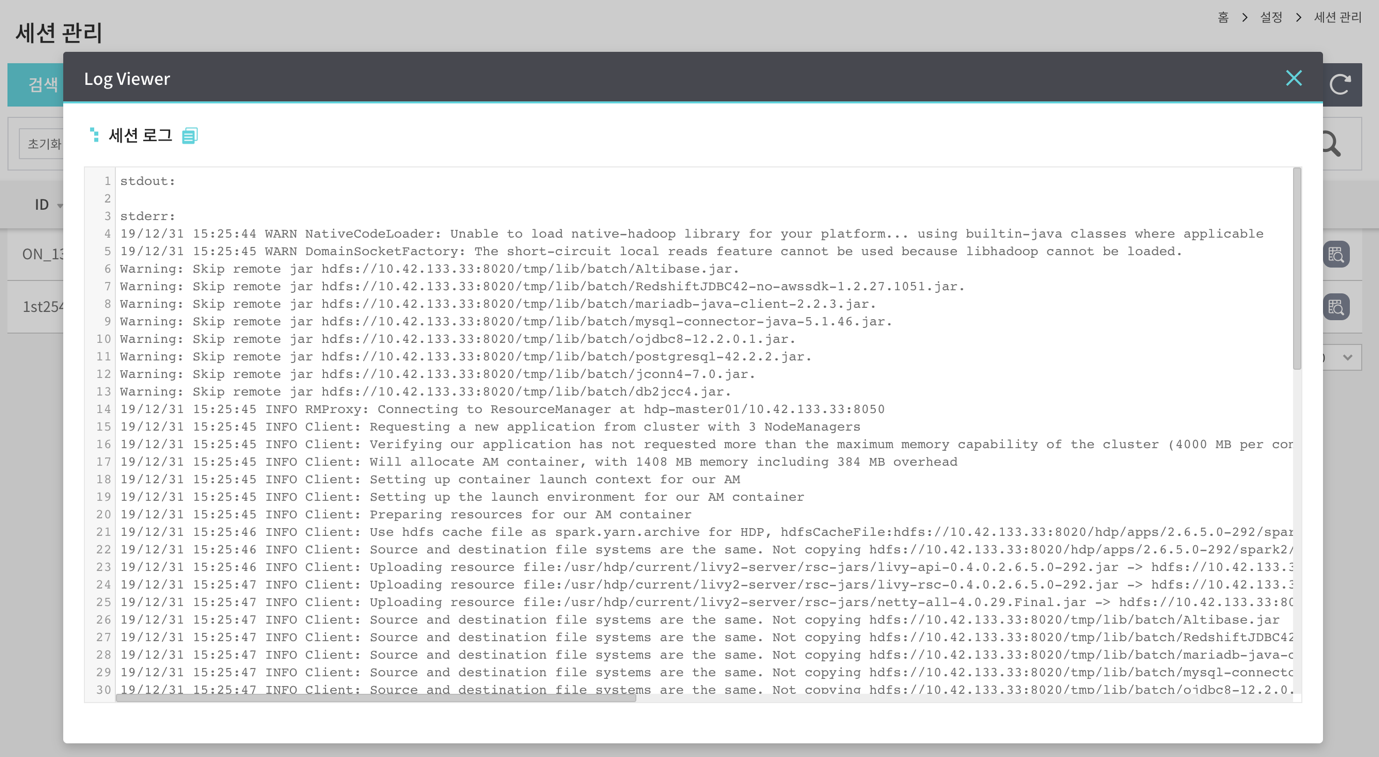 세션 관리
홈 > 설정 > 세션 관리
검색
초기화
ID
ON_13
1st254
Log Viewer
세션 로그
1 stdout:
2
3 stderr:
4 19/12/31 15:25:44 WARN NativeCodeLoader: Unable to load native-hadoop library for your platform... using builtin-java classes where applicable
5 19/12/31 15:25:45 WARN DomainSocketFactory: The short-circuit local reads feature cannot be used because libhadoop cannot be loaded.
6 Warning: Skip remote jar hdfs://10.42.133.33:8020/tmp/lib/batch/Altibase.jar.
7 Warning: Skip remote jar hdfs://10.42.133.33:8020/tmp/lib/batch/RedshiftJDBC42-no-awssdk-1.2.27.1051.jar.
8 Warning: Skip remote jar hdfs://10.42.133.33:8020/tmp/lib/batch/mariadb-java-client-2.2.3.jar.
9 Warning: Skip remote jar hdfs://10.42.133.33:8020/tmp/lib/batch/mysql-connector-java-5.1.46.jar.
10 Warning: Skip remote jar hdfs://10.42.133.33:8020/tmp/lib/batch/ojdbc8-12.2.0.1.jar.
11 Warning: Skip remote jar hdfs://10.42.133.33:8020/tmp/lib/batch/postgresql-42.2.2.jar.
12 Warning: Skip remote jar hdfs://10.42.133.33:8020/tmp/lib/batch/jconn4-7.0.jar.
13 Warning: Skip remote jar hdfs://10.42.133.33:8020/tmp/lib/batch/db2jcc4.jar.
14 19/12/31 15:25:45 INFO RMProxy: Connecting to ResourceManager at hdp-master01/10.42.133.33:8050
15 19/12/31 15:25:45 INFO Client: Requesting a new application from cluster with 3 NodeManagers
16 19/12/31 15:25:45 INFO Client: Verifying our application has not requested more than the maximum memory capability of the cluster (4000 MB per con
17 19/12/31 15:25:45 INFO Client: Will allocate AM container, with 1408 MB memory including 384 MB overhead
18 19/12/31 15:25:45 INFO Client: Setting up container launch context for our AM
19 19/12/31 15:25:45 INFO Client: Setting up the launch environment for our AM container
20 19/12/31 15:25:45 INFO Client: Preparing resources for our AM container
21 19/12/31 15:25:46 INFO Client: Use hdfs cache file as spark.yarn.archive for HDP, hdfsCacheFile:hdfs://10.42.133.33:8020/hdp/apps/2.6.5.0-292/spar
22 19/12/31 15:25:46 INFO Client: Source and destination file systems are the same. Not copying hdfs://10.42.133.33:8020/hdp/apps/2.6.5.0-292/spark2/
23 19/12/31 15:25:46 INFO Client: Uploading resource file:/usr/hdp/current/livy2-server/rsc-jars/livy-api-0.4.0.2.6.5.0-292.jar -> hdfs://10.42.133.3
24 19/12/31 15:25:47 INFO Client: Uploading resource file:/usr/hdp/current/livy2-server/rsc-jars/livy-rsc-0.4.0.2.6.5.0-292.jar -> hdfs://10.42.133.3
25 19/12/31 15:25:47 INFO Client: Uploading resource file:/usr/hdp/current/livy2-server/rsc-jars/netty-all-4.0.29.Final.jar -> hdfs://10.42.133.33:80
26 19/12/31 15:25:47 INFO Client: Source and destination file systems are the same. Not copying hdfs://10.42.133.33:8020/tmp/lib/batch/Altibase.jar
27 19/12/31 15:25:47 INFO Client: Source and destination file systems are the same. Not copying hdfs://10.42.133.33:8020/tmp/lib/batch/RedshiftJDBC42
28 19/12/31 15:25:47 INFO Client: Source and destination file systems are the same. Not copying hdfs://10.42.133.33:8020/tmp/lib/batch/mariadb-java-c
29 19/12/31 15:25:47 INFO Client: Source and destination file systems are the same. Not copying hdfs://10.42.133.33:8020/tmp/lib/batch/mysql-connecto
30 19/12/31 15:25:47 INFO Client: Source and destination file systems are the same. Not copying hdfs://10.42.133.33:8020/tmp/lib/batch/ojdbc8-12.2.0.